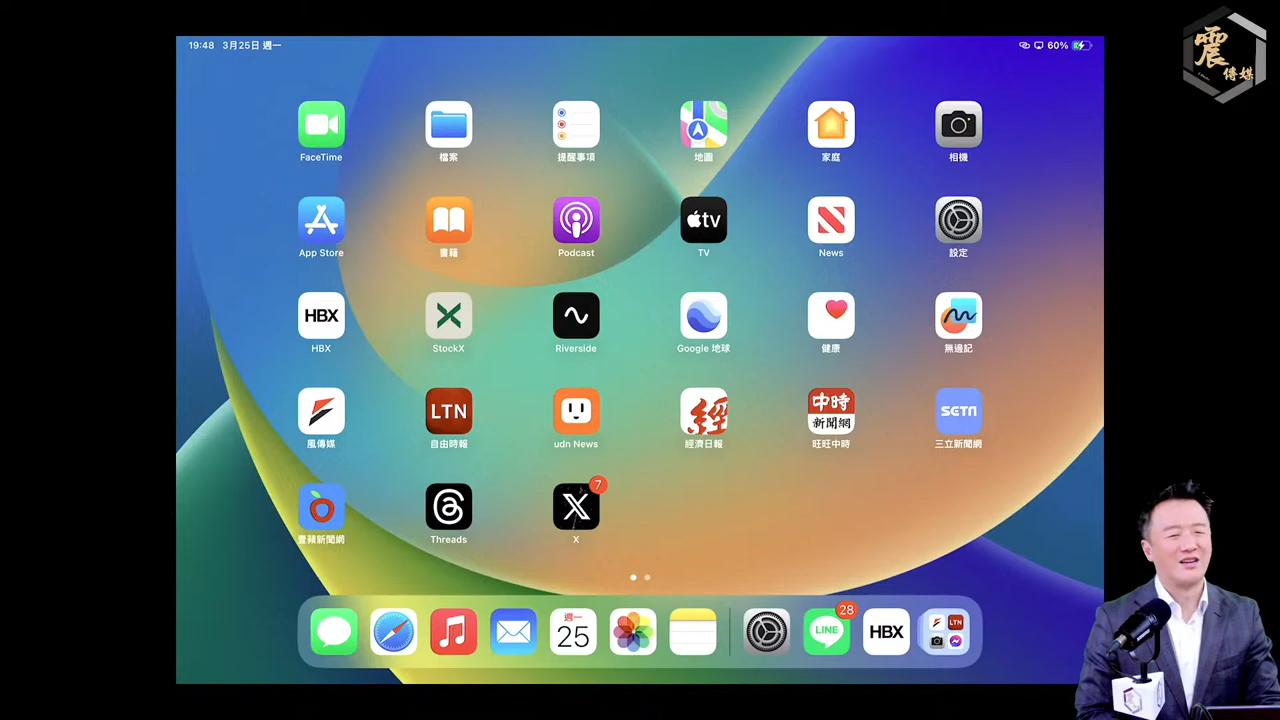 19:48 3月25日 週一
60%
震
傳媒
FaceTime
檔案
提醒事項
地圖
家庭
相機
tv
App Store
書籍
Podcast
TV
News
設定
HBX
HBX
StockX
Riverside
Google 地球
健康
無邊記
LTN
經
中時
新聞網
SETN
風傳媒
自由時報
udn News
經濟日報
旺旺中時
三立新聞網
7
壹蘋新聞網
Threads
X
週一
25
LINE
28
HBX
LTN